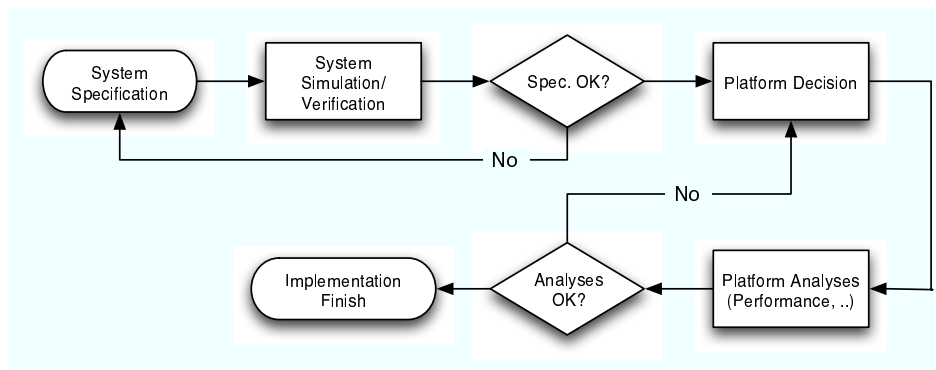 System
Specification
System
Simulation/
Verification
Spec. OK?
Platform Decision
No
No
Implementation
Finish
Analyses
OK?
Platform Analyses
(Performance, ..)